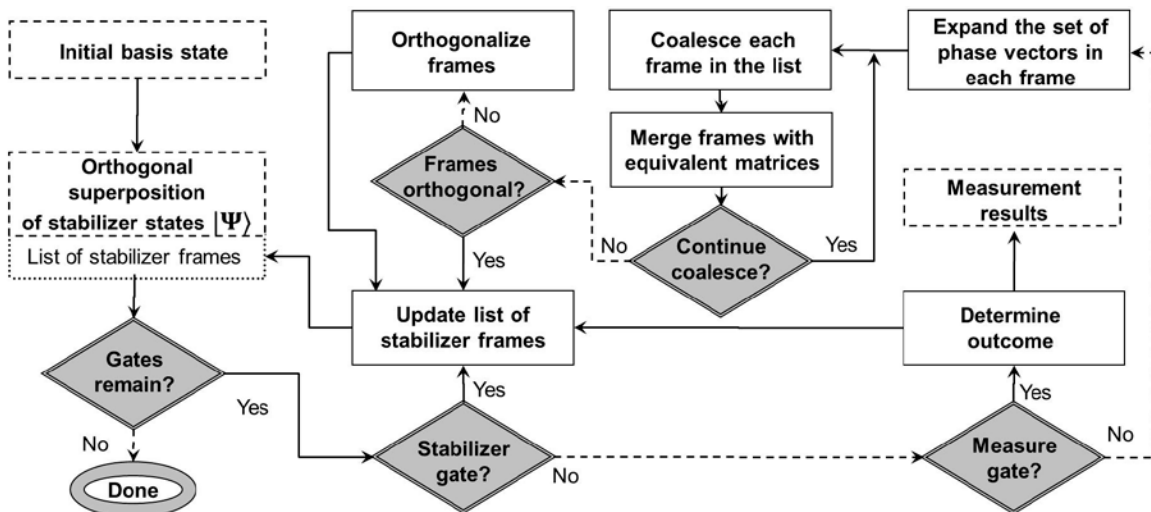 Initial basis state
Orthogonal
superposition
of stabilizer states |Ψ⟩
List of stabilizer frames
Gates
remain?
Yes
No
Done
Orthogonalize
frames
No
Frames
orthogonal?
Yes
Update list of
stabilizer frames
Yes
Stabilizer
gate?
No
Coalesce each
frame in the list
Merge frames with
equivalent matrices
Continue
coalesce?
No
Yes
Expand the set of
phase vectors in
each frame
Measurement
results
Determine
outcome
Yes
Measure
gate?
No